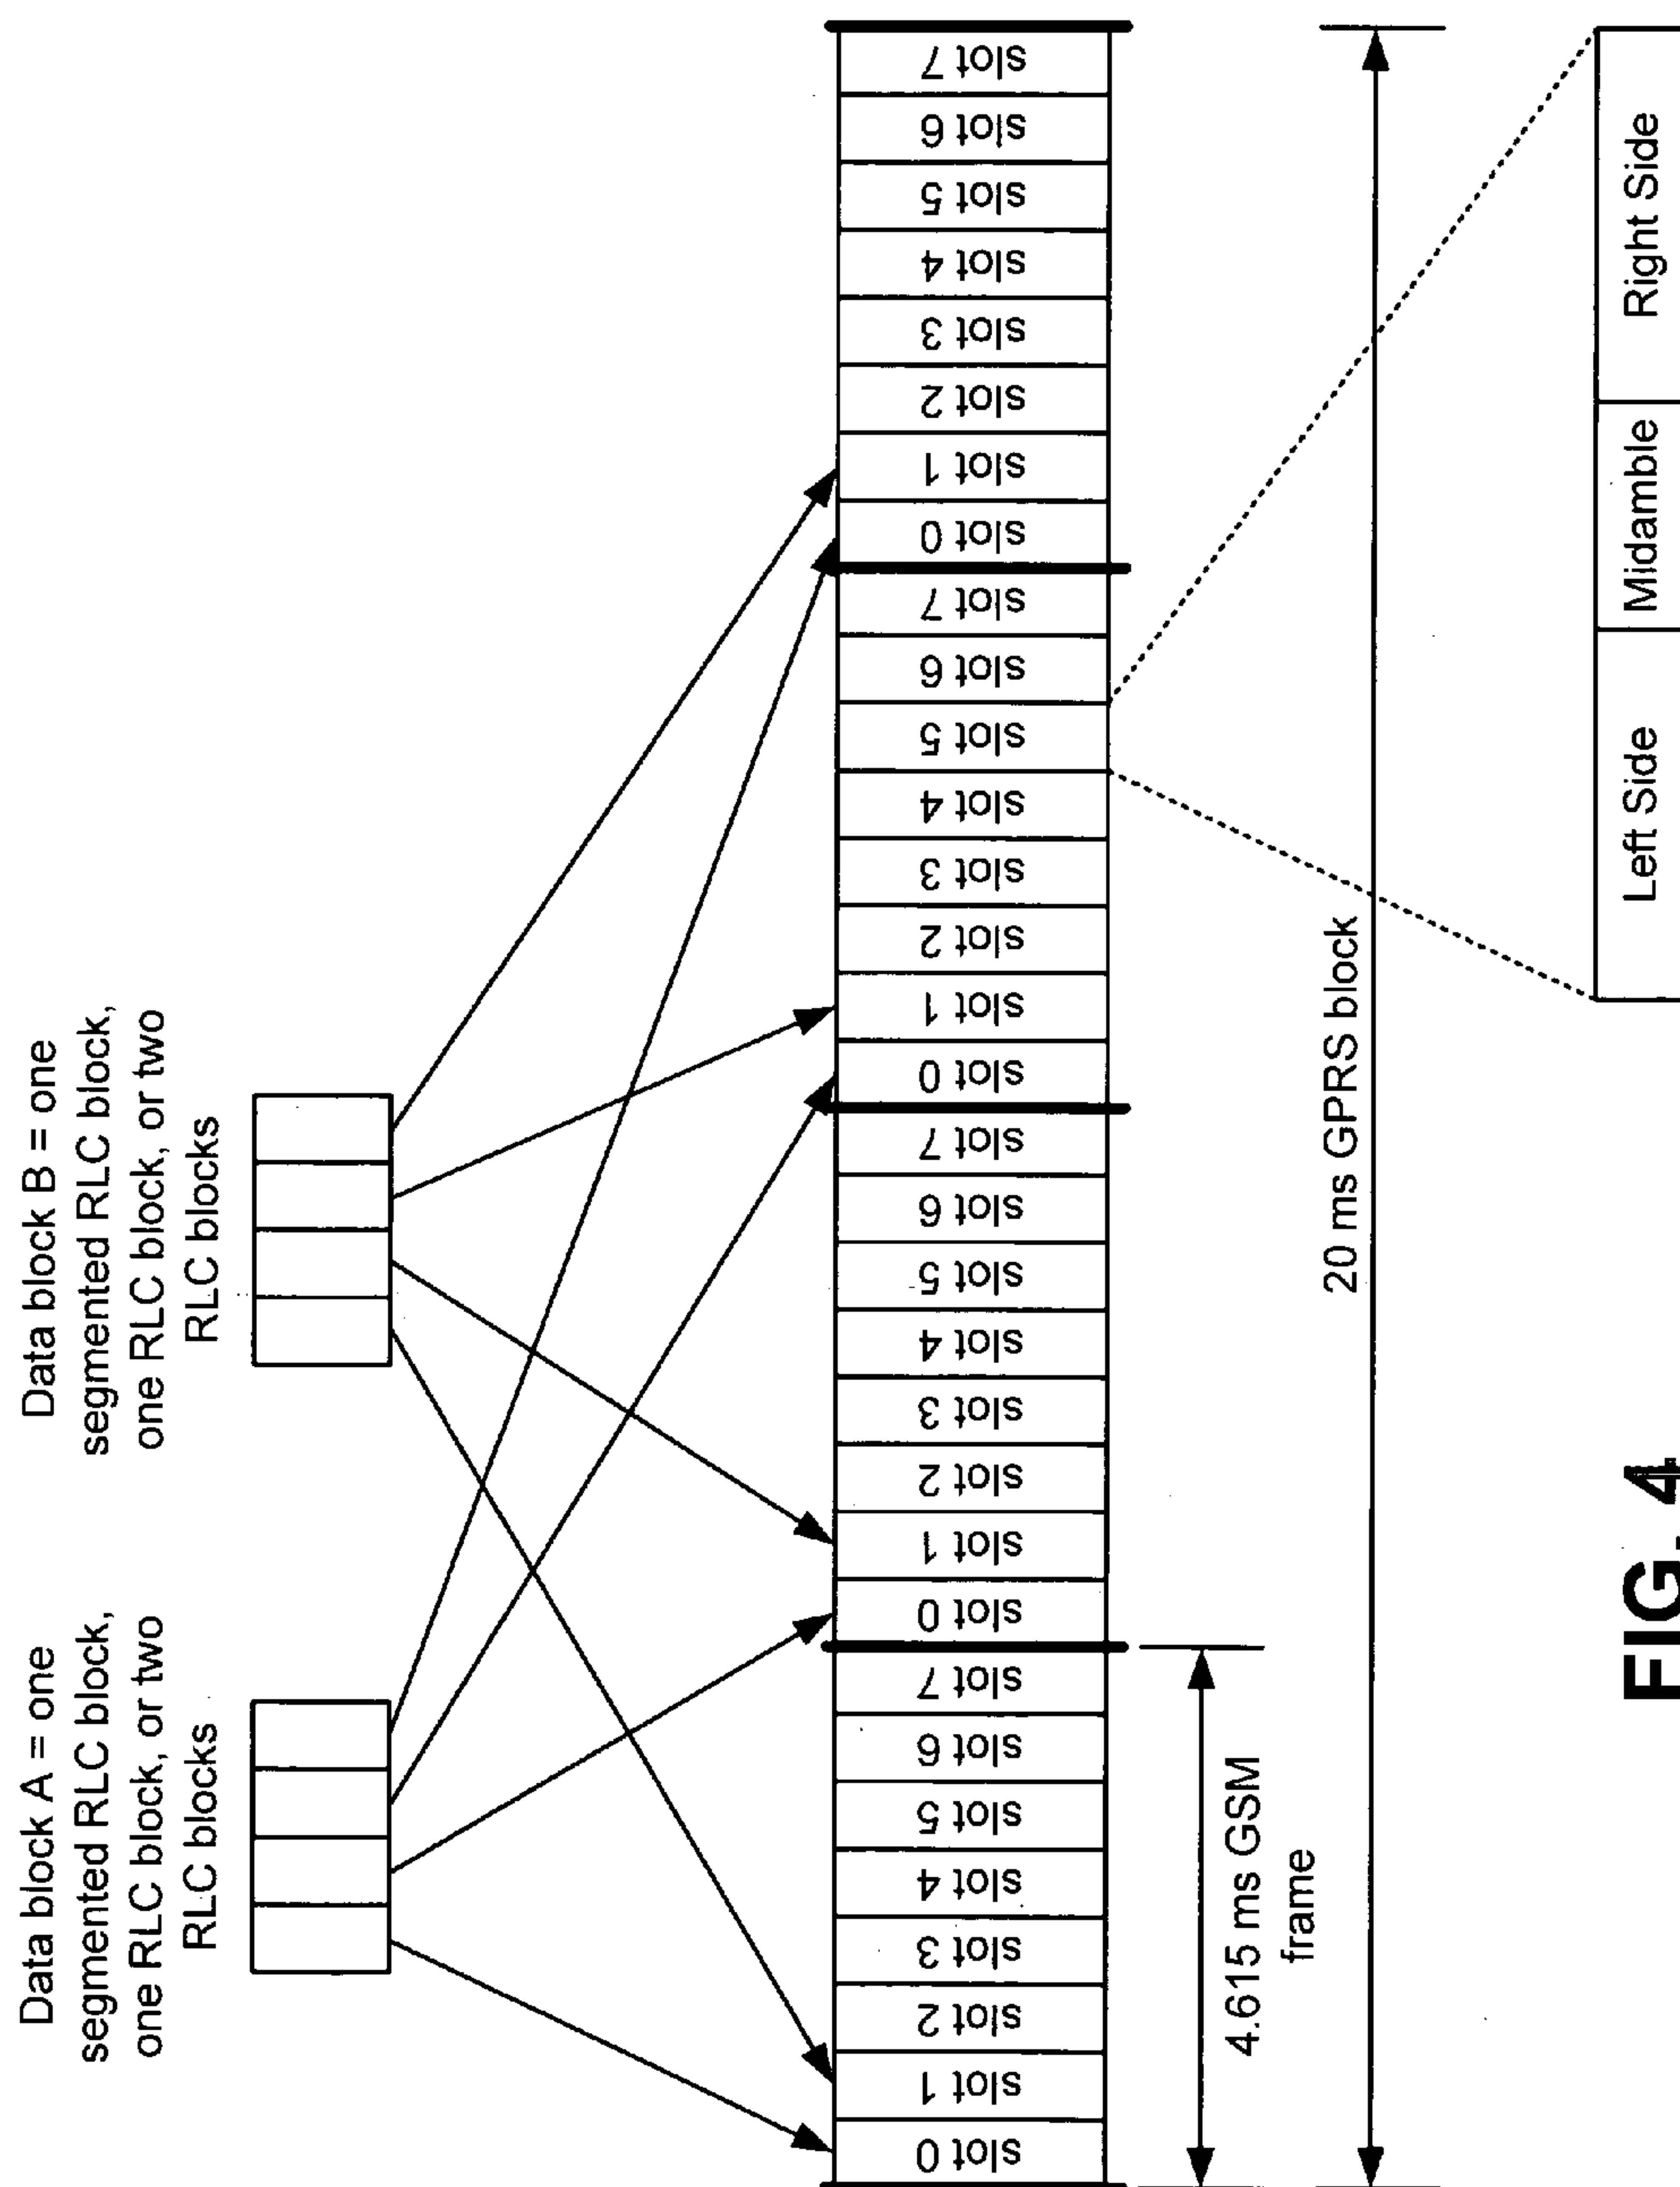 Data block A = one
segmented RLC block,
one RLC block, or two
RLC blocks
Data block B = one
segmented RLC block,
one RLC block, or two
RLC blocks
slot 0
slot 1
slot 2
slot 3
slot 4
slot 5
slot 6
slot 7
slot 0
slot 1
slot 2
slot 3
slot 4
slot 5
slot 6
slot 7
slot 0
slot 1
slot 2
slot 3
slot 4
slot 5
slot 6
slot 7
slot 0
slot 1
slot 2
slot 3
slot 4
slot 5
slot 6
slot 7
4.615 ms GSM
frame
20 ms GPRS block
Left Side
Midamble
Right Side
FIG. 4